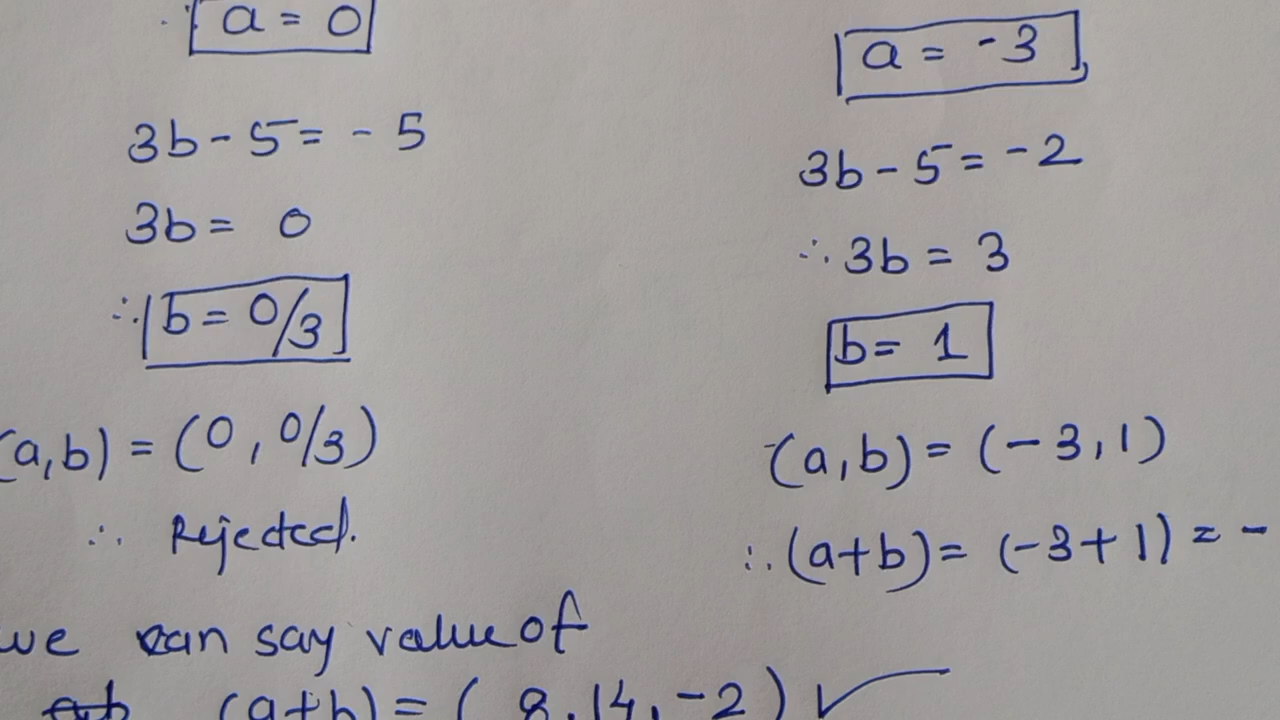 ∴ a = 0
3b - 5 = - 5
3b = 0
∴ b = 0/3
(a,b) = (0, 0/3)
∴ Rejected.
a = -3,
3b - 5 = -2
∴ 3b = 3
b = 1
(a,b) = (-3,1)
∴ (a+b) = (-3+1) = -
we can say value of
(a+b) = ( 8, 14, -2) ✓